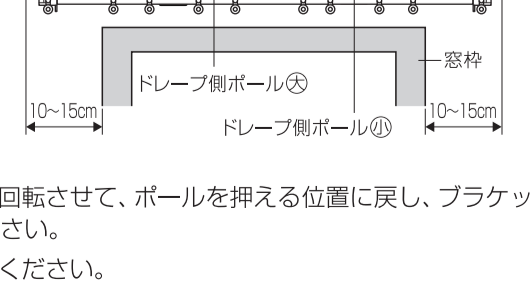 窓枠
ドレープ側ポール大
10～15cm
10～15cm
ドレープ側ポール小
回転させて、ポールを押える位置に戻し、ブラケッ
さい。
ください。